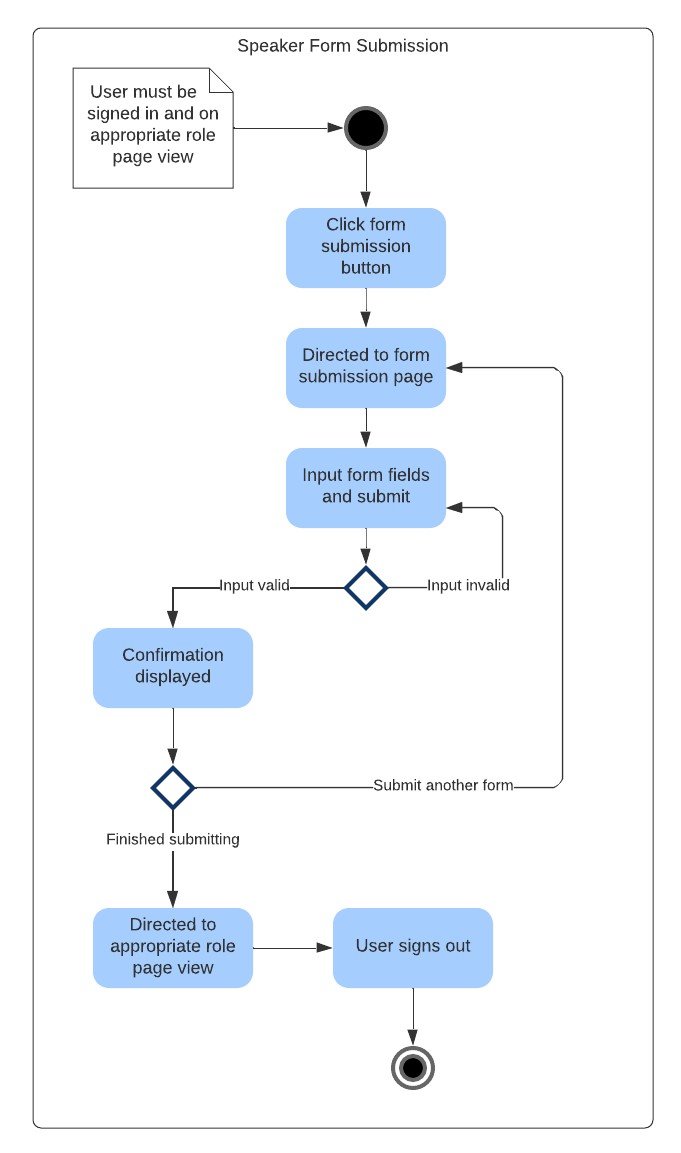 Speaker Form Submission
User must be
signed in and on
appropriate role
page view
Click form
submission
button
Directed to form
submission page
Input form fields
and submit
Input valid
Input invalid
Confirmation
displayed
Submit another form
Finished submitting
Directed to
appropriate role
page view
User signs out